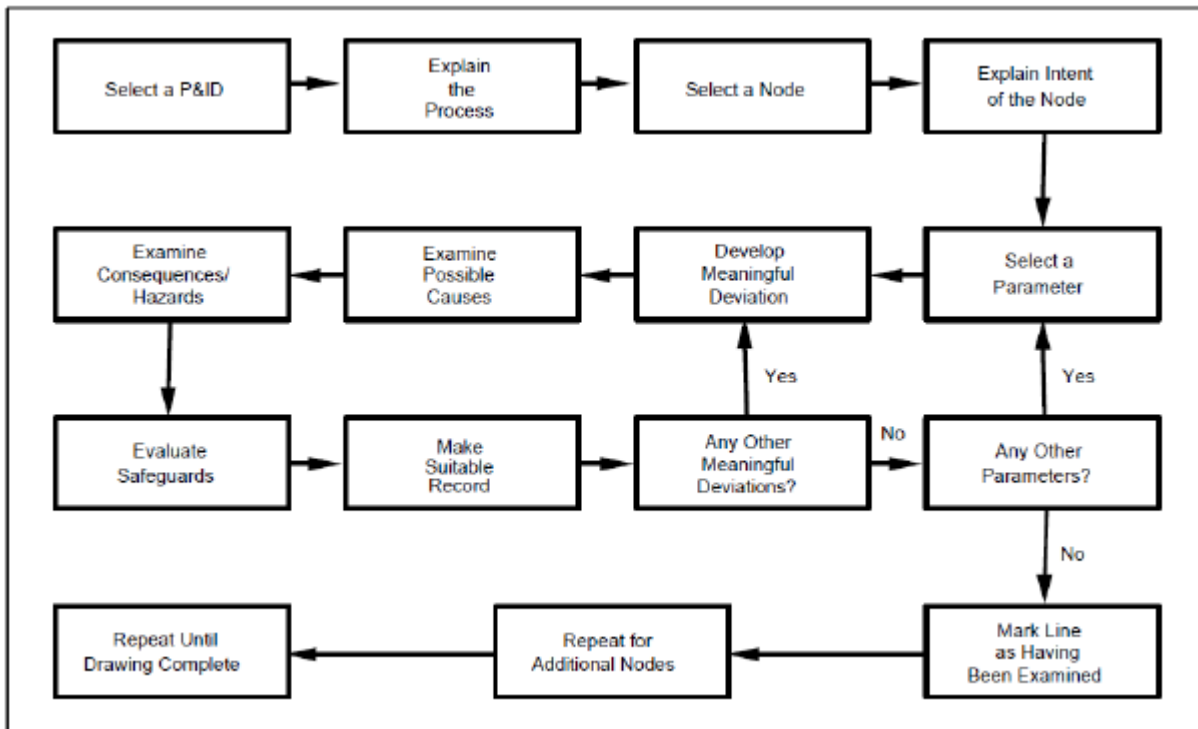 Select a P&ID
Explain
the
Process
Select a Node
Explain Intent
of the Node
Examine
Consequences/
Hazards
Examine
Possible
Causes
Develop
Meaningful
Deviation
Select a
Parameter
Yes
Yes
Evaluate
Safeguards
Make
Suitable
Record
Any Other
Meaningful
Deviations?
No
Any Other
Parameters?
No
Repeat Until
Drawing Complete
Repeat for
Additional Nodes
Mark Line
as Having
Been Examined